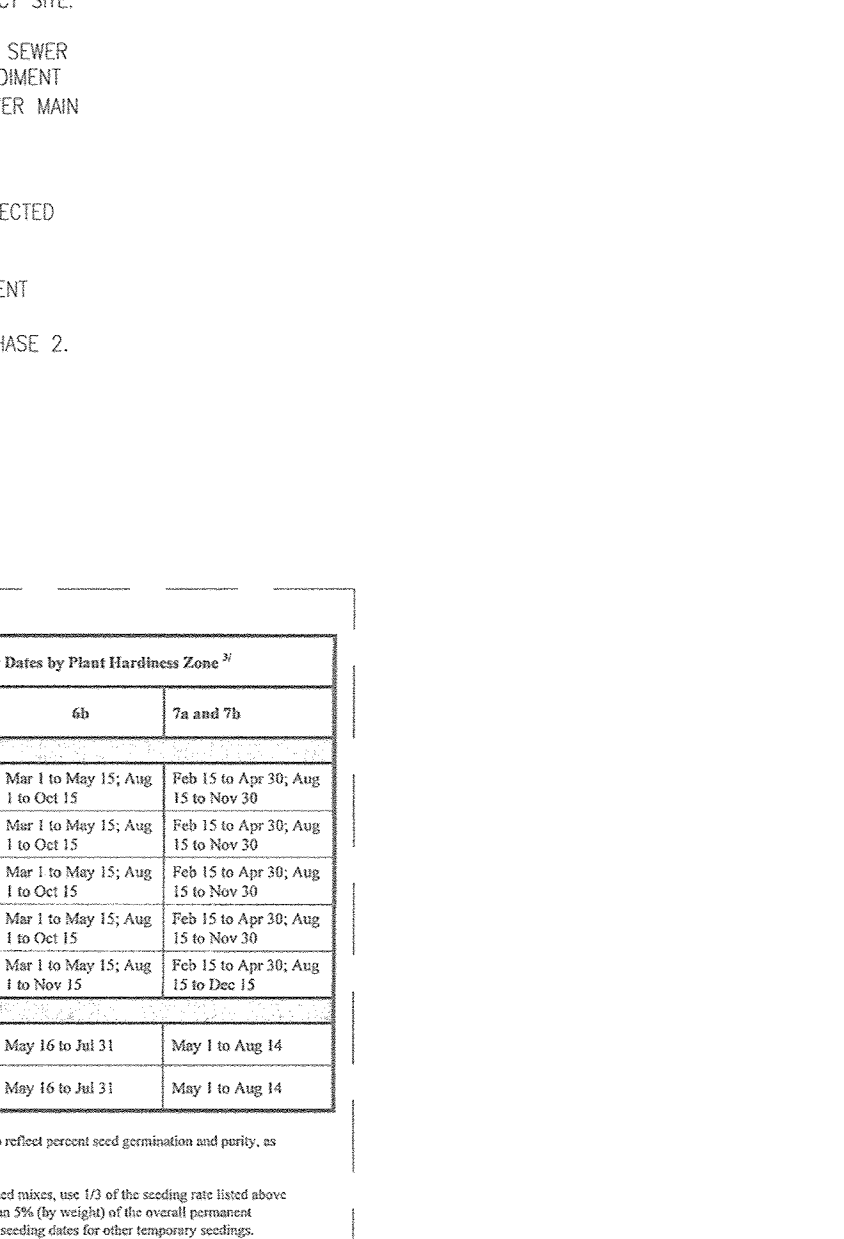 SITE.
SEWER
DIMENT
ER MAIN
ECTED
ENT
HASE 2.
Dates by Plant Hardiness Zone 3/
6b
7a and 7b
Mar 1 to May 15; Aug
1 to Oct 15
Feb 15 to Apr 30; Aug
15 to Nov 30
Mar 1 to May 15; Aug
1 to Oct 15
Feb 15 to Apr 30; Aug
15 to Nov 30
Mar 1 to May 15; Aug
1 to Oct 15
Feb 15 to Apr 30; Aug
15 to Nov 30
Mar 1 to May 15; Aug
1 to Oct 15
Feb 15 to Apr 30; Aug
15 to Nov 30
Mar 1 to May 15; Aug
1 to Nov 15
Feb 15 to Apr 30; Aug
15 to Dec 15
May 16 to Jul 31
May 1 to Aug 14
May 16 to Jul 31
May 1 to Aug 14
reflect percent seed germination and purity, as
ed mixes, use 1/3 of the seeding rate listed above
an 5% (by weight) of the overall permanent
seeding dates for other temporary seedings.